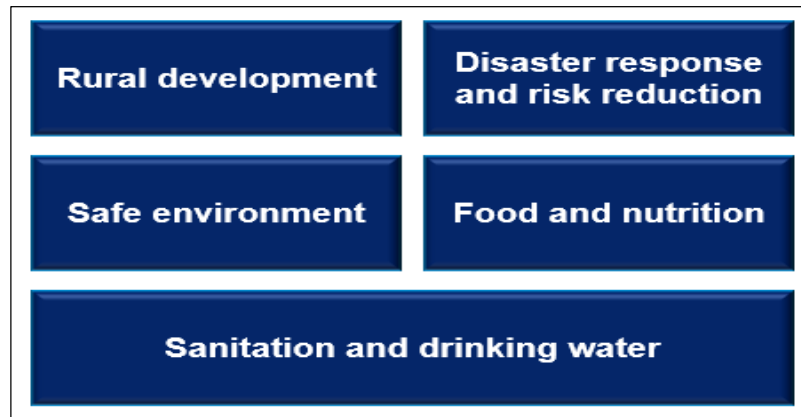 Rural development
Disaster response
and risk reduction
Safe environment
Food and nutrition
Sanitation and drinking water